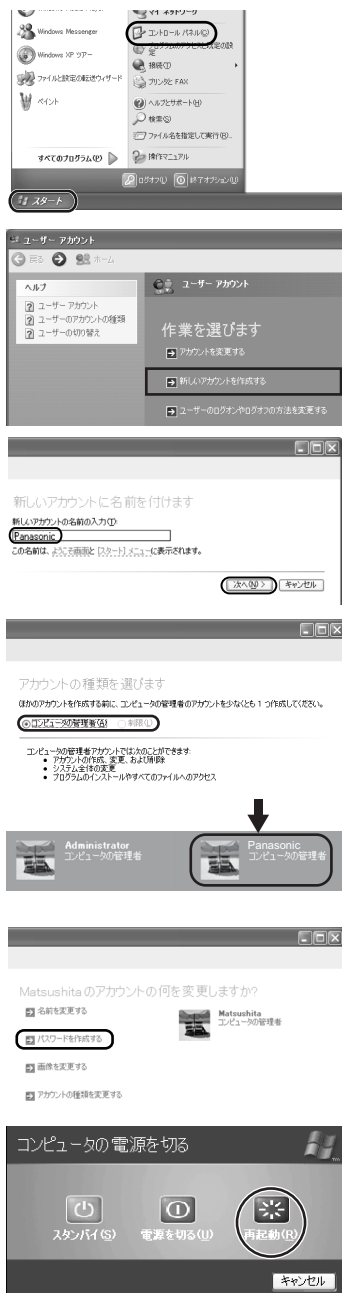 Windows Messenger
マイ ネットワーク
コントロール パネル(C)
プログラムのアクセスと既定の設定
Windows XP ツアー
接続(T)
ファイルと設定の転送ウィザード
プリンタと FAX
ペイント
ヘルプとサポート(H)
検索(S)
ファイル名を指定して実行(R)...
すべてのプログラム(P)
操作マニュアル
ログオフ(L)
終了オプション(U)
スタート
ユーザー アカウント
戻る
ホーム
ヘルプ
ユーザー アカウント
ユーザー アカウント
ユーザーのアカウントの種類
ユーザーの切り替え
作業を選びます
アカウントを変更する
新しいアカウントを作成する
ユーザーのログオンやログオフの方法を変更する
新しいアカウントに名前を付けます
新しいアカウントの名前の入力(T):
Panasonic
この名前は、ようこそ画面と [スタート] メニューに表示されます。
次へ(N) >
キャンセル
アカウントの種類を選びます
ほかのアカウントを作成する前に、コンピュータの管理者のアカウントを少なくとも 1 つ作成してください。
コンピュータの管理者(A)
制限(L)
コンピュータの管理者アカウントでは次のことができます:
• アカウントの作成、変更、および削除
• システム全体の変更
• プログラムのインストールやすべてのファイルへのアクセス
Administrator
コンピュータの管理者
Panasonic
コンピュータの管理者
Matsushita のアカウントの何を変更しますか?
名前を変更する
Matsushita
コンピュータの管理者
パスワードを作成する
画像を変更する
アカウントの種類を変更する
コンピュータの電源を切る
スタンバイ(S)
電源を切る(U)
再起動(R)
キャンセル